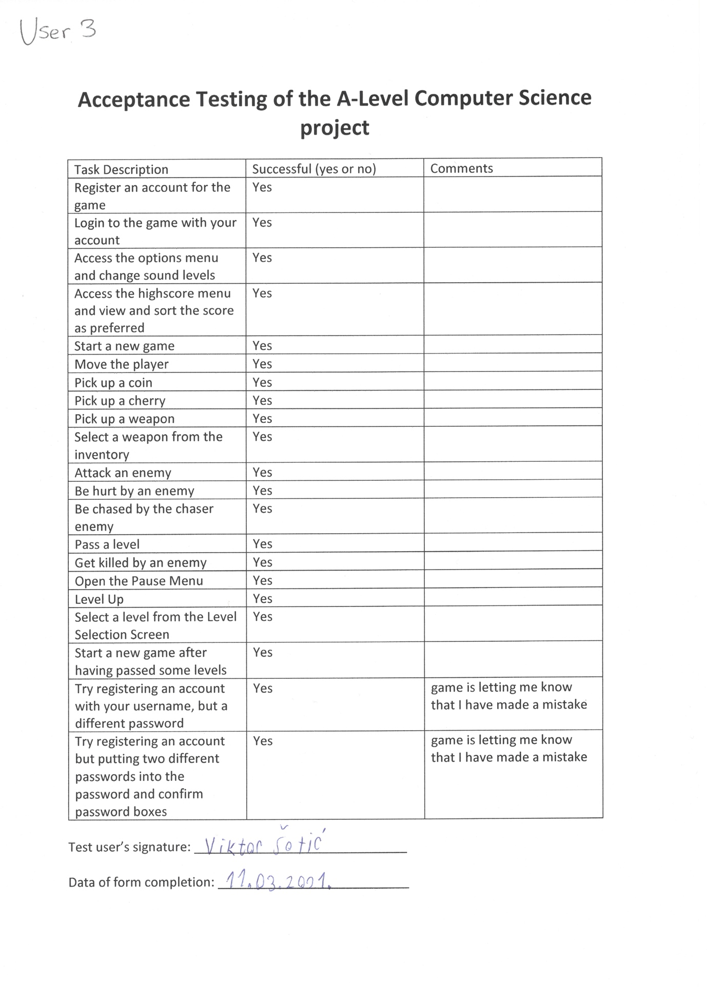 User 3
Acceptance Testing of the A-Level Computer Science
project
Task Description Successful (yes or no) Comments
Register an account for the Yes
game
Login to the game with your Yes
account
Access the options menu Yes
and change sound levels
Access the highscore menu Yes
and view and sort the score
as preferred
Start a new game Yes
Move the player Yes
Pick up a coin Yes
Pick up a cherry Yes
Pick up a weapon Yes
Select a weapon from the Yes
inventory
Attack an enemy Yes
Be hurt by an enemy Yes
Be chased by the chaser Yes
enemy
Pass a level Yes
Get killed by an enemy Yes
Open the Pause Menu Yes
Level Up Yes
Select a level from the Level Yes
Selection Screen
Start a new game after Yes
having passed some levels
Try registering an account Yes game is letting me know
with your username, but a that I have made a mistake
different password
Try registering an account Yes game is letting me know
but putting two different that I have made a mistake
passwords into the
password and confirm
password boxes
Test user's signature: Viktor Šotić
Data of form completion: